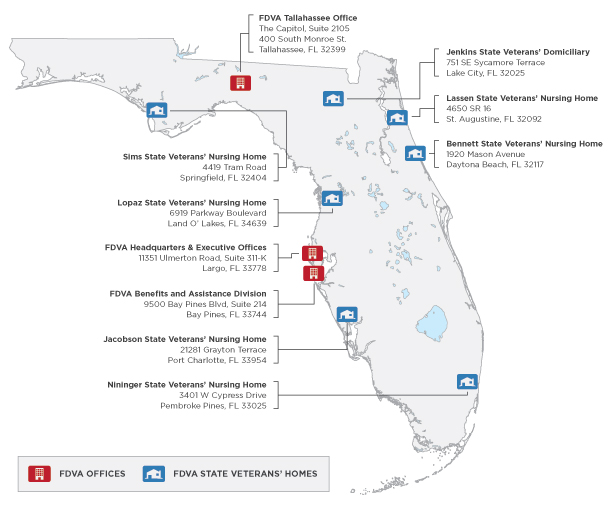 FDVA Tallahassee Office
The Capitol, Suite 2105
400 South Monroe St.
Tallahassee, FL 32399
Jenkins State Veterans' Domiciliary
751 SE Sycamore Terrace
Lake City, FL 32025
Lassen State Veterans' Nursing Home
4650 SR 16
St. Augustine, FL 32092
Bennett State Veterans' Nursing Home
1920 Mason Avenue
Daytona Beach, FL 32117
Sims State Veterans' Nursing Home
4419 Tram Road
Springfield, FL 32404
Lopaz State Veterans' Nursing Home
6919 Parkway Boulevard
Land O' Lakes, FL 34639
FDVA Headquarters & Executive Offices
11351 Ulmerton Road, Suite 311-K
Largo, FL 33778
FDVA Benefits and Assistance Division
9500 Bay Pines Blvd, Suite 214
Bay Pines, FL 33744
Jacobson State Veterans' Nursing Home
21281 Grayton Terrace
Port Charlotte, FL 33954
Nininger State Veterans' Nursing Home
3401 W Cypress Drive
Pembroke Pines, FL 33025
FDVA OFFICES
FDVA STATE VETERANS' HOMES